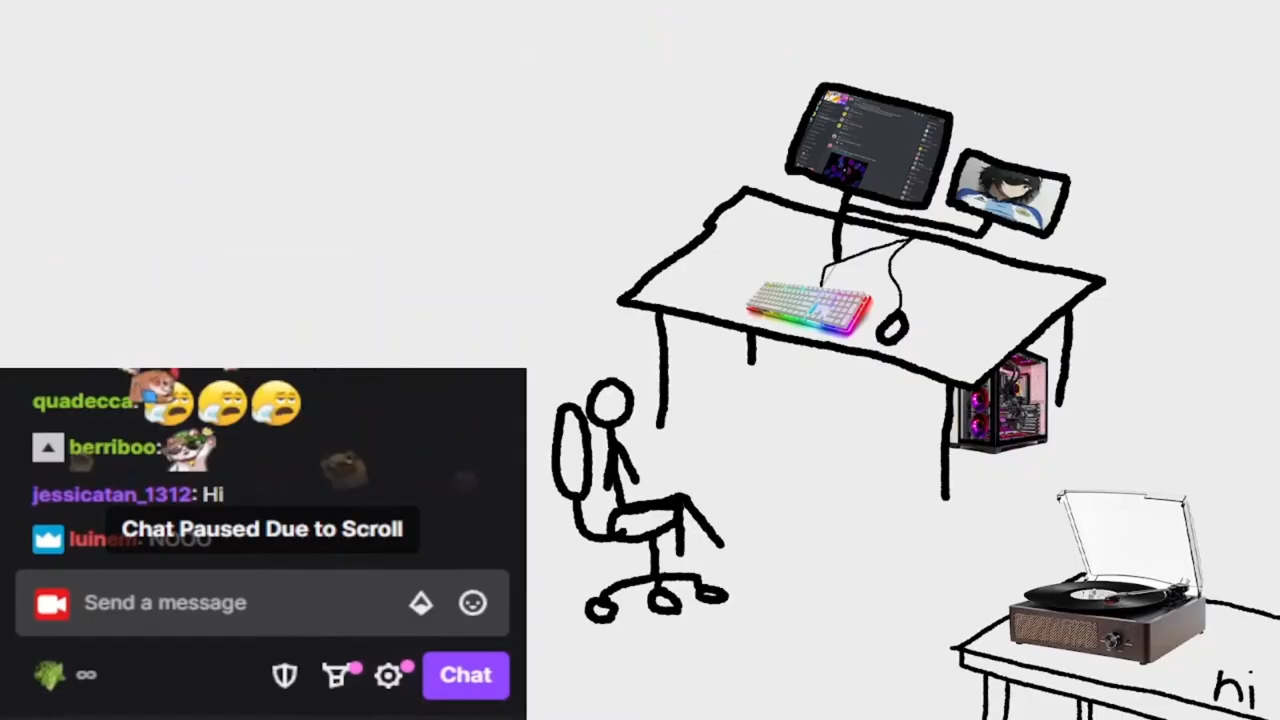 quadecca:
berriboo:
jessicatan_1312: Hi
Chat Paused Due to Scroll
Send a message
Chat
hi